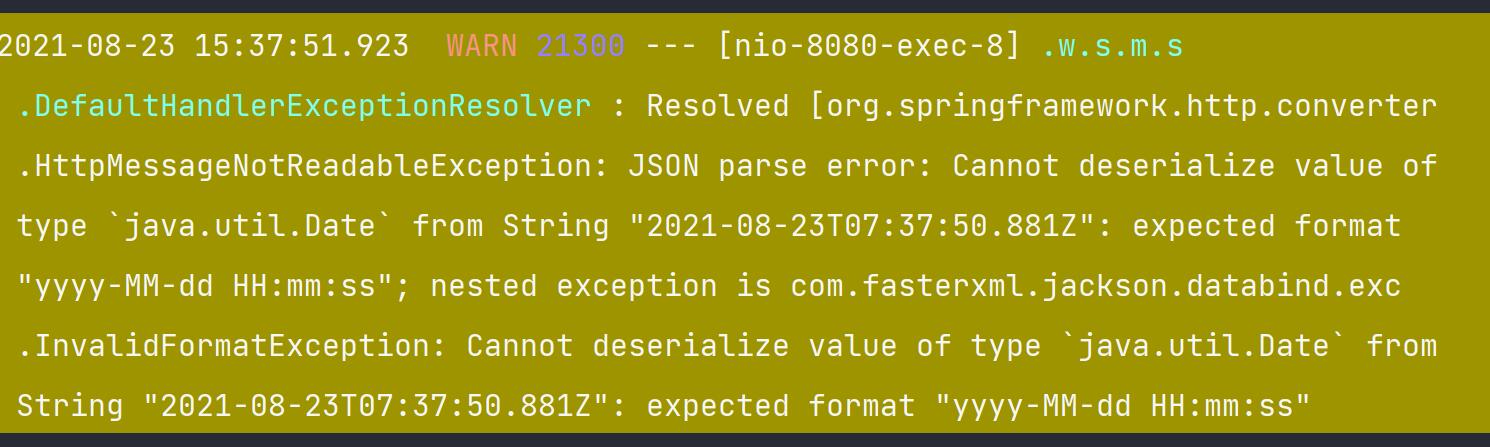 2021-08-23 15:37:51.923  WARN 21300 --- [nio-8080-exec-8] .w.s.m.s
.DefaultHandlerExceptionResolver : Resolved [org.springframework.http.converter
.HttpMessageNotReadableException: JSON parse error: Cannot deserialize value of
type `java.util.Date` from String "2021-08-23T07:37:50.881Z": expected format
"yyyy-MM-dd HH:mm:ss"; nested exception is com.fasterxml.jackson.databind.exc
.InvalidFormatException: Cannot deserialize value of type `java.util.Date` from
String "2021-08-23T07:37:50.881Z": expected format "yyyy-MM-dd HH:mm:ss"